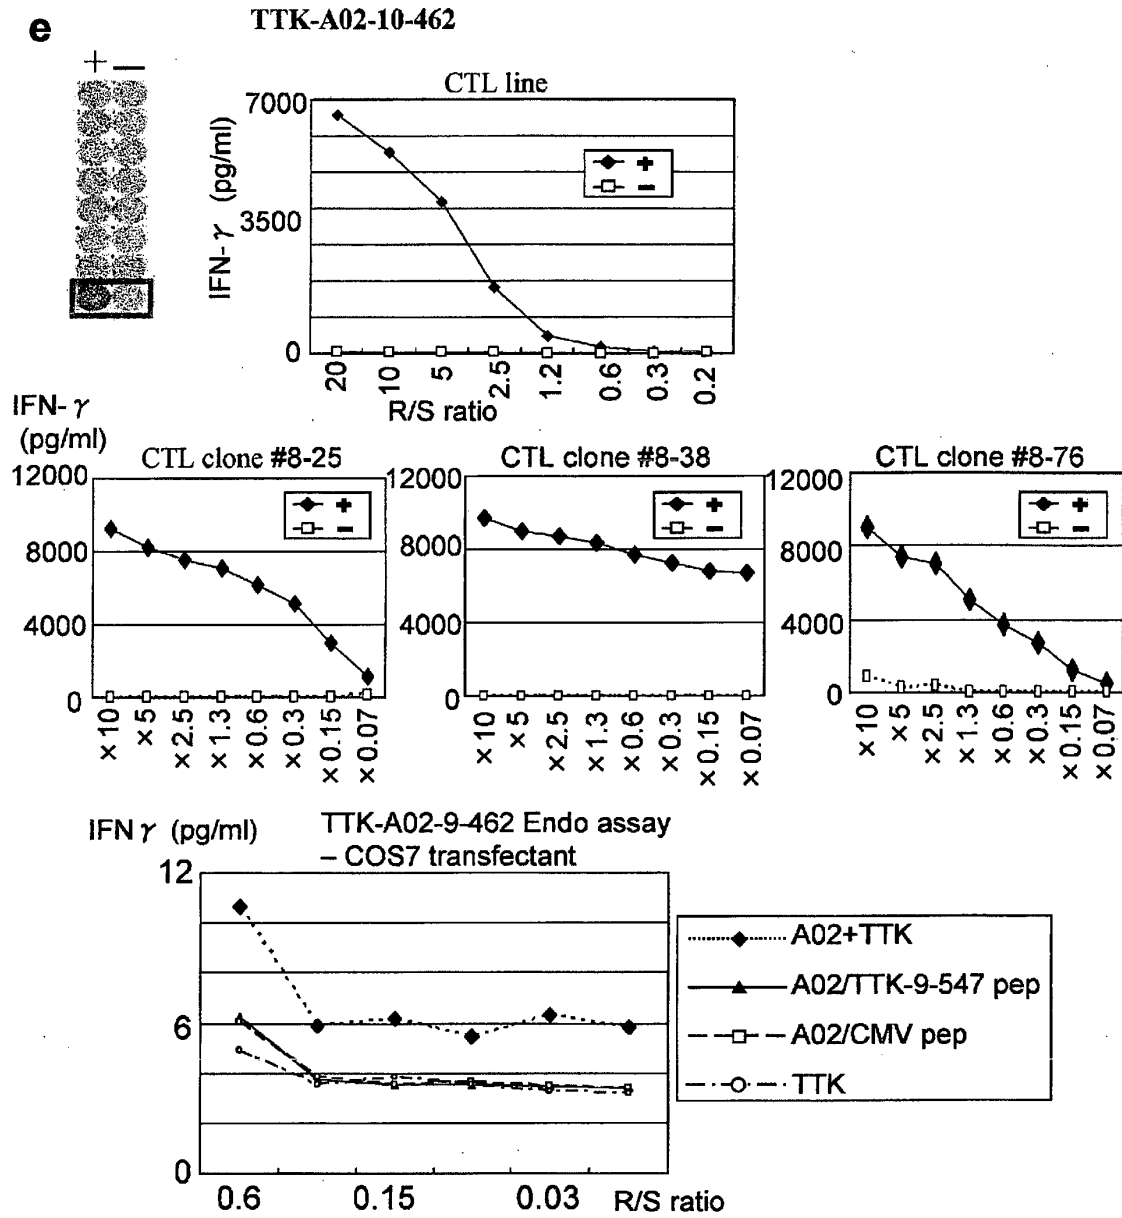 e
TTK-A02-10-462
+ −
CTL line
IFN-γ (pg/ml)
7000
3500
0
+
−
20 10 5 2.5 1.2 0.6 0.3 0.2
R/S ratio
IFN-γ
(pg/ml)
CTL clone #8-25
12000
8000
4000
0
+
−
×10 ×5 ×2.5 ×1.3 ×0.6 ×0.3 ×0.15 ×0.07
CTL clone #8-38
12000
8000
4000
0
+
−
×10 ×5 ×2.5 ×1.3 ×0.6 ×0.3 ×0.15 ×0.07
CTL clone #8-76
12000
8000
4000
0
+
−
×10 ×5 ×2.5 ×1.3 ×0.6 ×0.3 ×0.15 ×0.07
IFNγ (pg/ml)
TTK-A02-9-462 Endo assay
– COS7 transfectant
12
6
0
0.6 0.15 0.03 R/S ratio
A02+TTK
A02/TTK-9-547 pep
A02/CMV pep
TTK